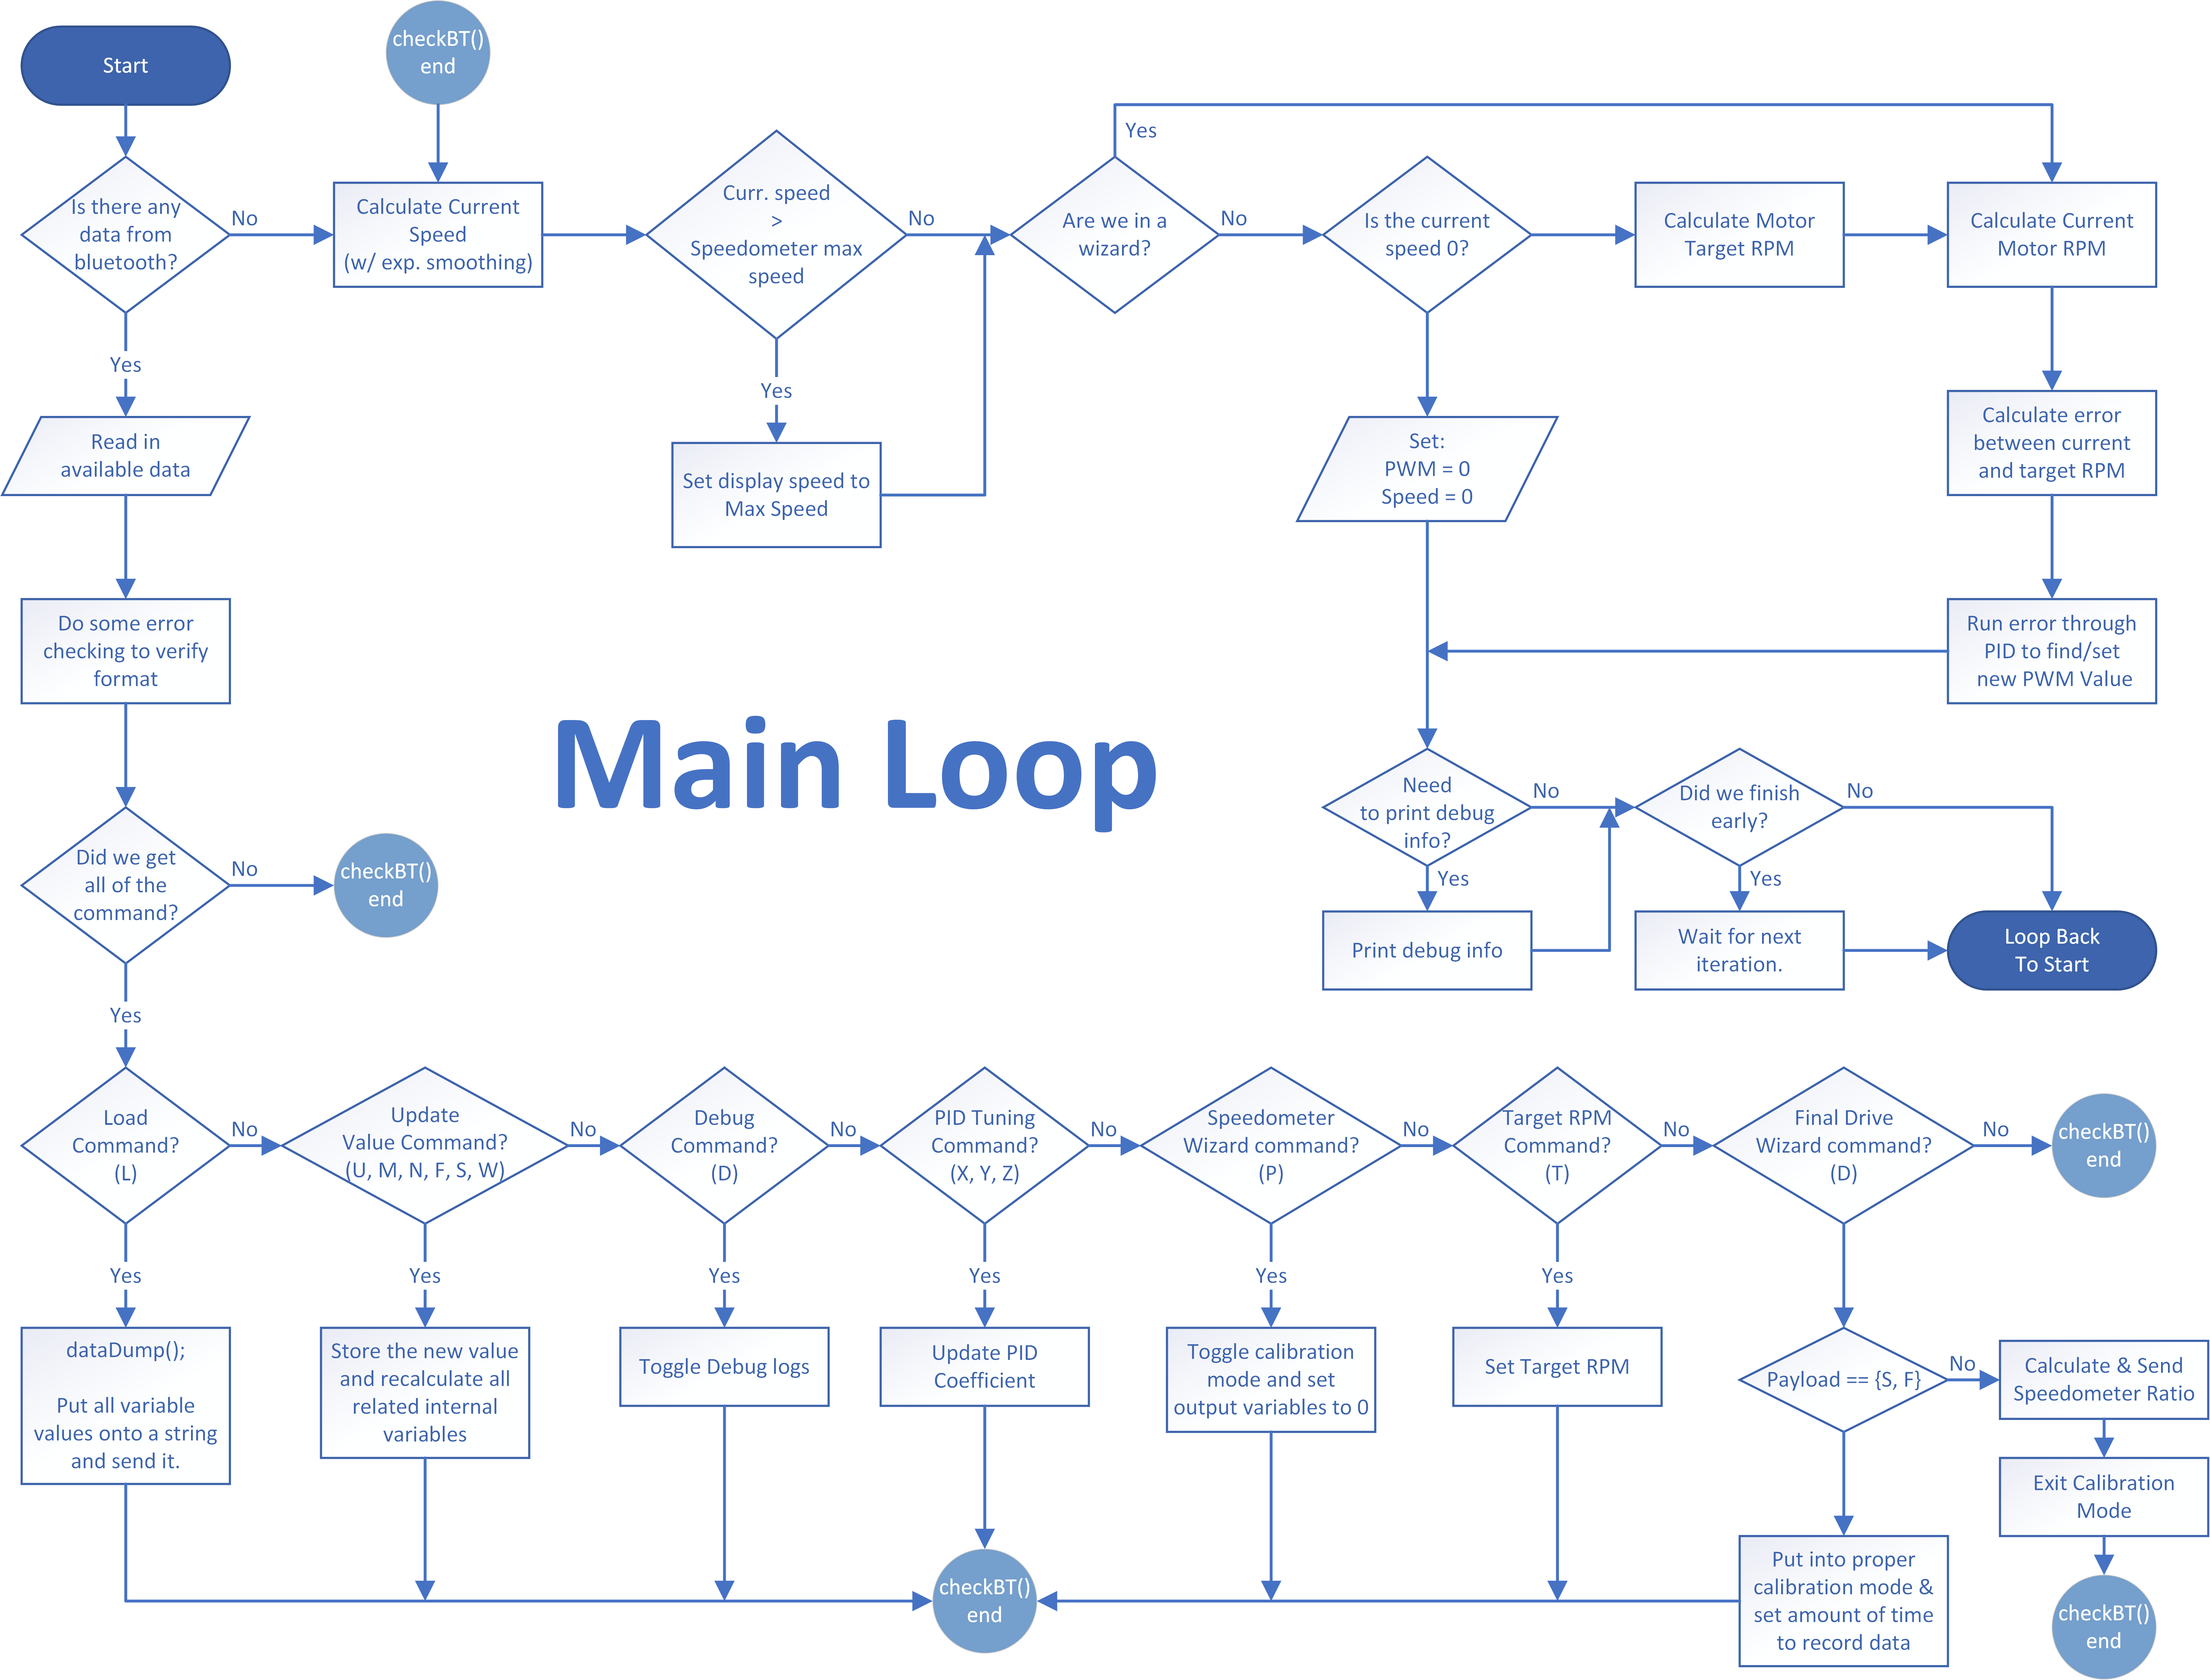 Start
checkBT()
end
Is there any
data from
bluetooth?
No
Calculate Current
Speed
(w/ exp. smoothing)
Curr. speed
>
Speedometer max
speed
No
Yes
Are we in a
wizard?
No
Is the current
speed 0?
Calculate Motor
Target RPM
Calculate Current
Motor RPM
Yes
Yes
Set display speed to
Max Speed
Read in
available data
Set:
PWM = 0
Speed = 0
Calculate error
between current
and target RPM
Do some error
checking to verify
format
Run error through
PID to find/set
new PWM Value
Main Loop
Need
to print debug
info?
No
Did we finish
early?
No
Yes
Yes
Print debug info
Wait for next
iteration.
Loop Back
To Start
Did we get
all of the
command?
No
checkBT()
end
Yes
Load
Command?
(L)
No
Update
Value Command?
(U, M, N, F, S, W)
No
Debug
Command?
(D)
No
PID Tuning
Command?
(X, Y, Z)
No
Speedometer
Wizard command?
(P)
No
Target RPM
Command?
(T)
No
Final Drive
Wizard command?
(D)
No
checkBT()
end
Yes
Yes
Yes
Yes
Yes
Yes
dataDump();
Put all variable
values onto a string
and send it.
Store the new value
and recalculate all
related internal
variables
Toggle Debug logs
Update PID
Coefficient
Toggle calibration
mode and set
output variables to 0
Set Target RPM
Payload == {S, F}
No
Calculate & Send
Speedometer Ratio
Exit Calibration
Mode
checkBT()
end
Put into proper
calibration mode &
set amount of time
to record data
checkBT()
end